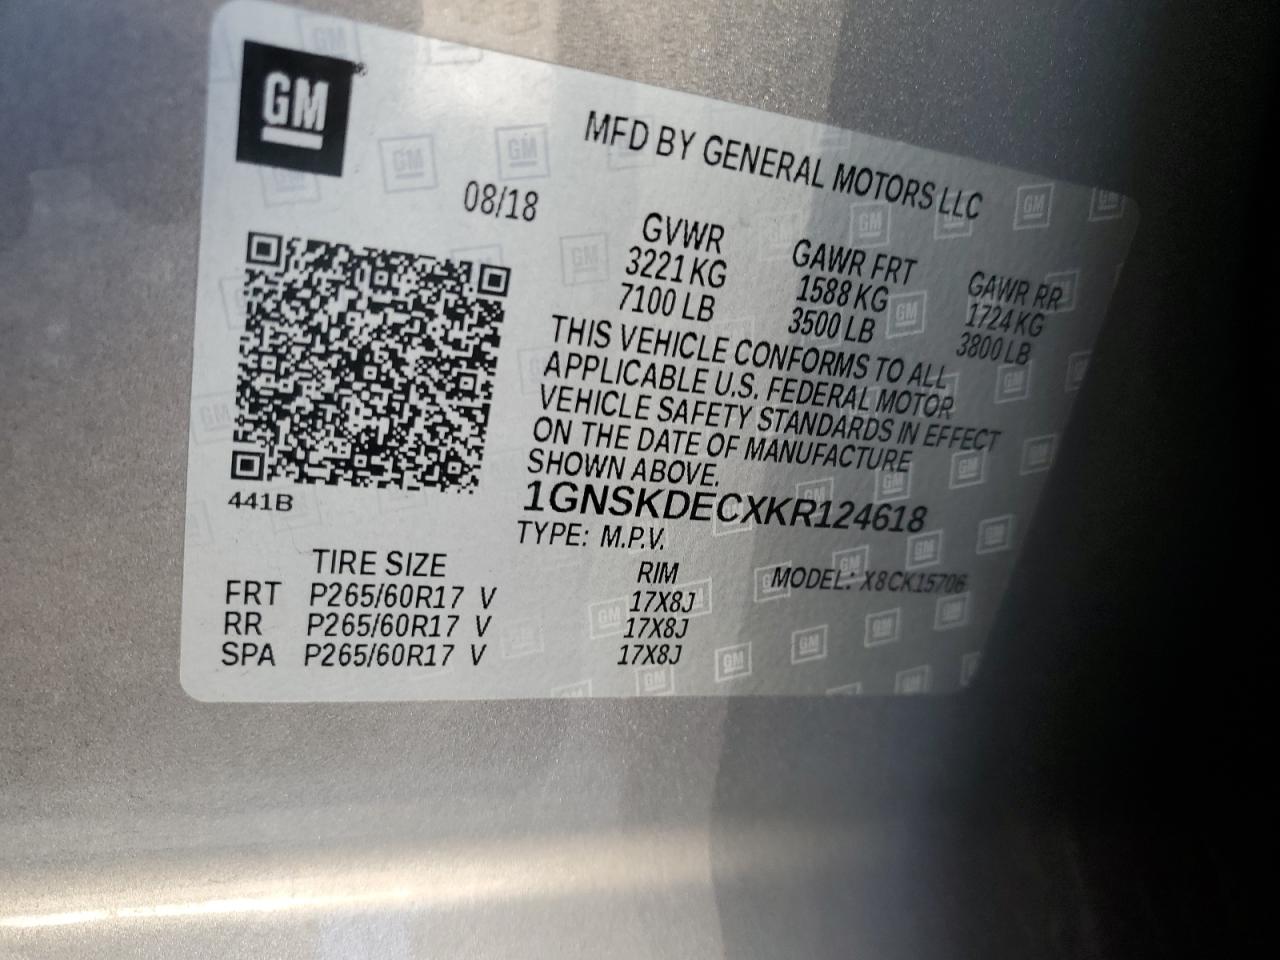 GM
MFD BY GENERAL MOTORS LLC
08/18
GVWR GAWR FRT GAWR RR
3221 KG 1588 KG 1724 KG
7100 LB 3500 LB 3800 LB
THIS VEHICLE CONFORMS TO ALL
APPLICABLE U.S. FEDERAL MOTOR
VEHICLE SAFETY STANDARDS IN EFFECT
ON THE DATE OF MANUFACTURE
SHOWN ABOVE.
441B
1GNSKDECXKR124618
TYPE: M.P.V. MODEL: X8CK15706
TIRE SIZE RIM
FRT P265/60R17 V 17X8J
RR P265/60R17 V 17X8J
SPA P265/60R17 V 17X8J